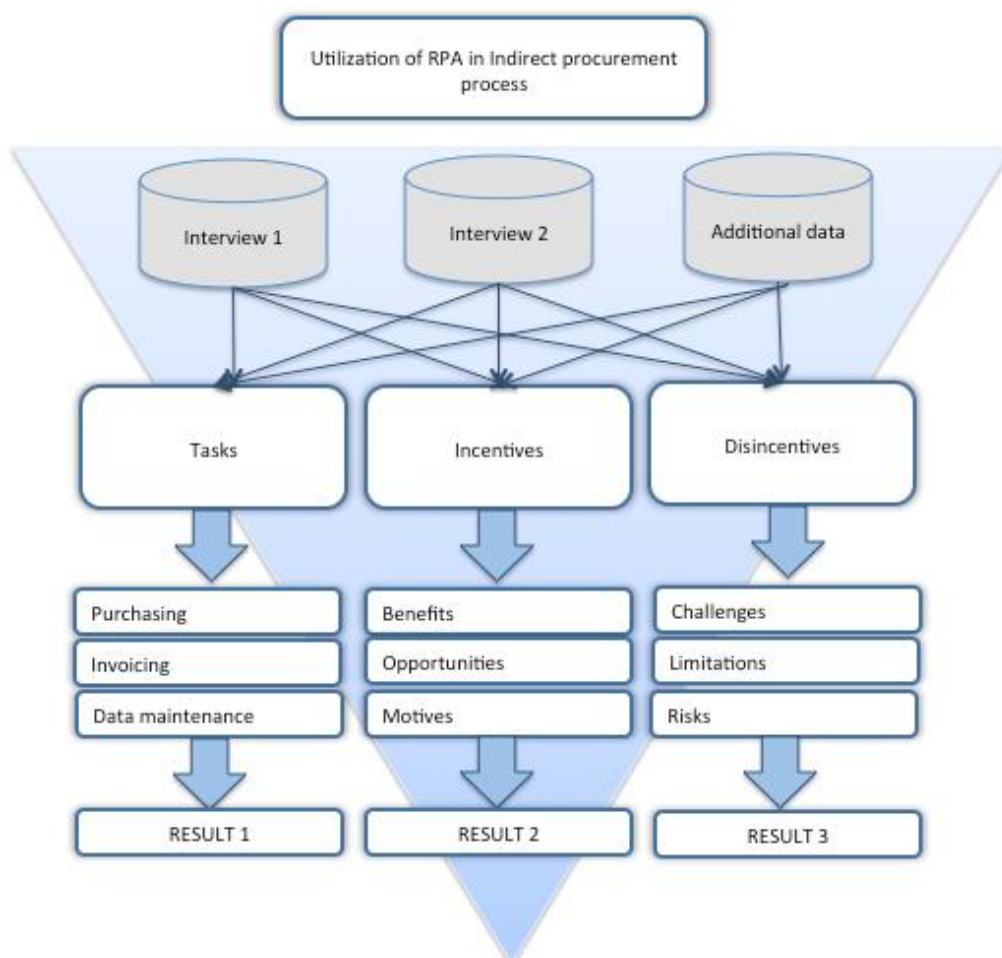 Utilization of RPA in Indirect procurement
process
Interview 1
Interview 2
Additional data
Tasks
Incentives
Disincentives
Purchasing
Benefits
Challenges
Invoicing
Opportunities
Limitations
Data maintenance
Motives
Risks
RESULT 1
RESULT 2
RESULT 3